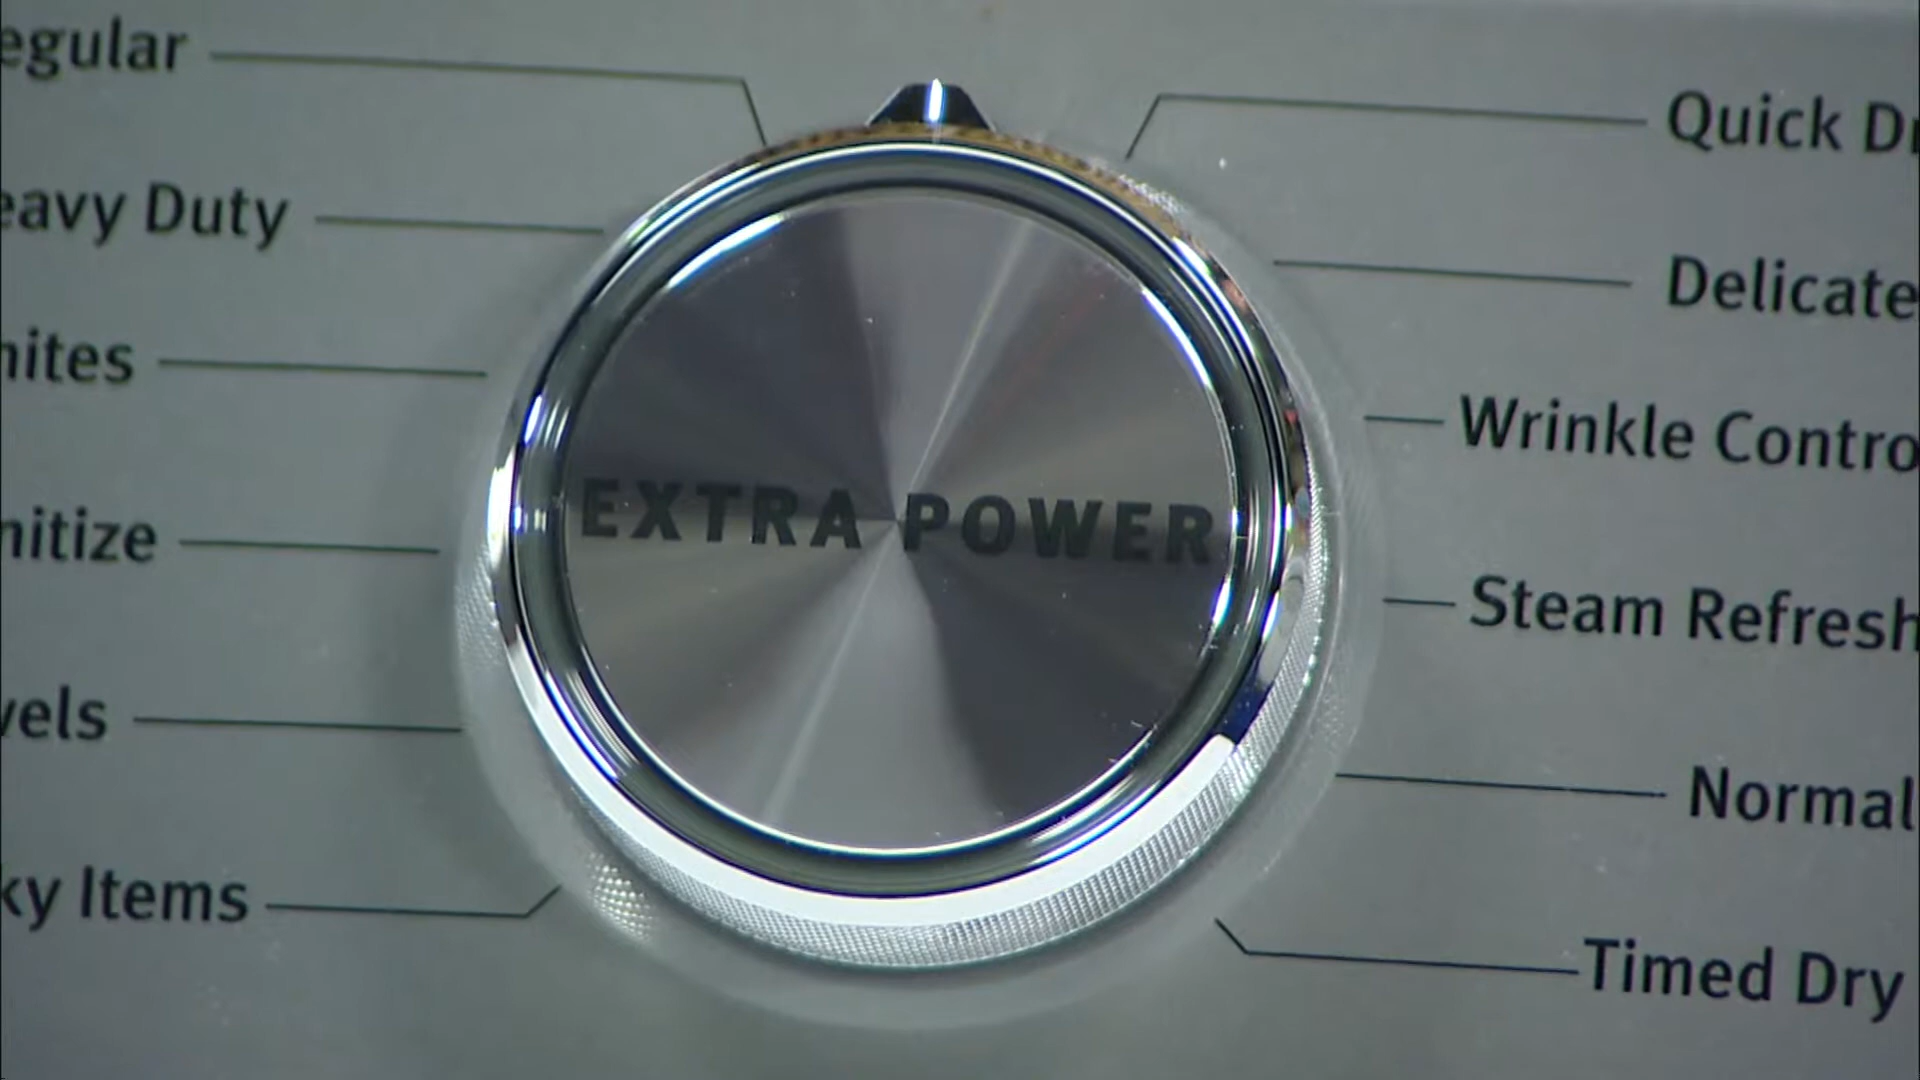 egular
Quick Dr
eavy Duty
Delicate
hites
Wrinkle Contro
EXTRA POWER
nitize
Steam Refresh
vels
Normal
ky Items
Timed Dry